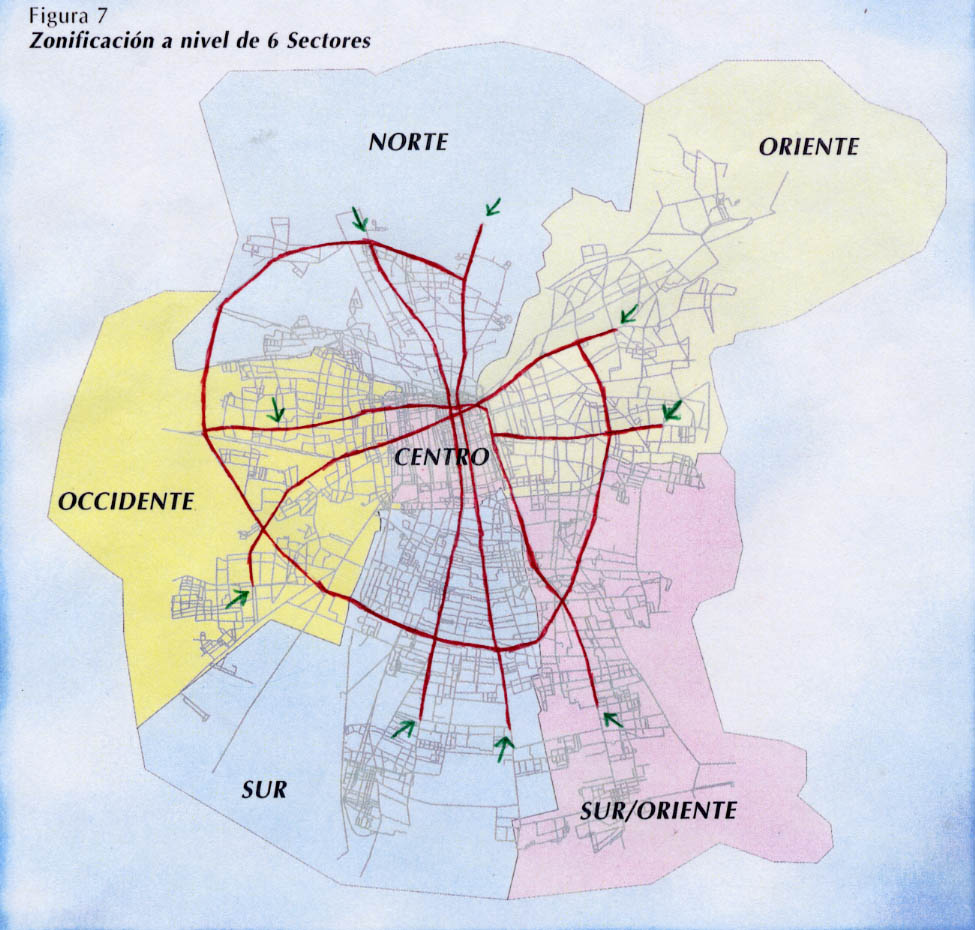 Figura 7
Zonificación a nivel de 6 Sectores
NORTE
ORIENTE
CENTRO
OCCIDENTE
SUR
SUR/ORIENTE